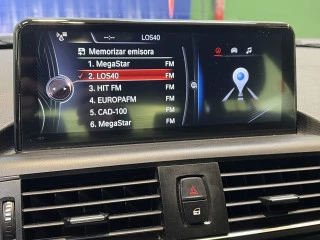 --:--
LOS40
Memorizar emisora
1. MegaStar FM
2. LOS40 FM
3. HIT FM FM
4. EUROPAFM FM
5. CAD-100 FM
6. MegaStar FM